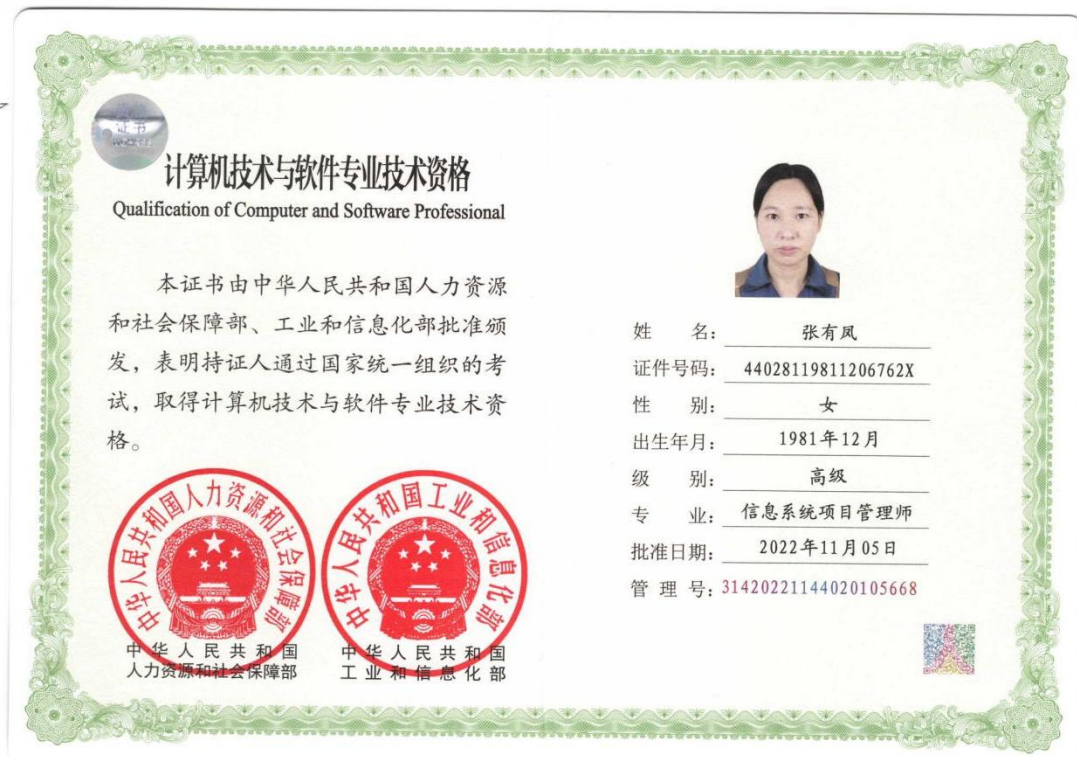 证书
计算机技术与软件专业技术资格
Qualification of Computer and Software Professional
本证书由中华人民共和国人力资源
和社会保障部、工业和信息化部批准颁
发，表明持证人通过国家统一组织的考
试，取得计算机技术与软件专业技术资
格。
中华人民共和国人力资源和社会保障部
中华人民共和国
人力资源和社会保障部
中华人民共和国工业和信息化部
中华人民共和国
工业和信息化部
姓 名： 张有凤
证件号码： 44028119811206762X
性 别： 女
出生年月： 1981年12月
级 别： 高级
专 业： 信息系统项目管理师
批准日期： 2022年11月05日
管 理 号： 31420221144020105668